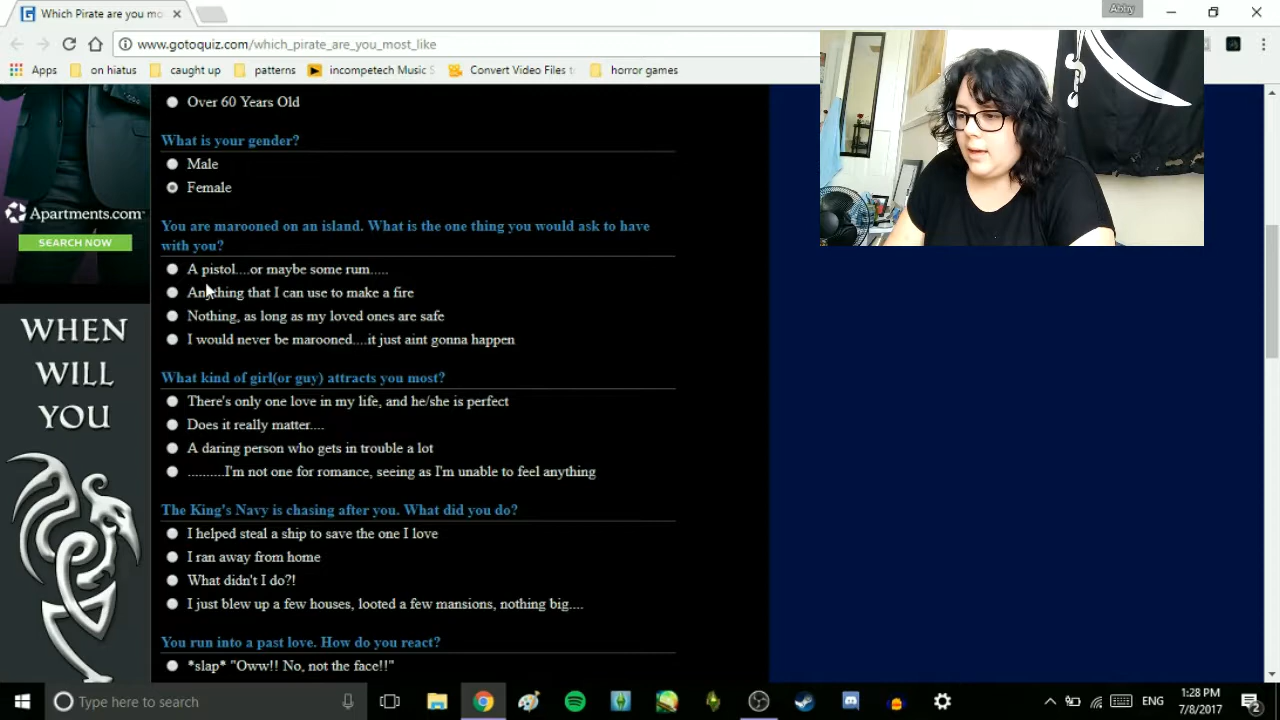 Which Pirate are you mo
Abby
www.gotoquiz.com/which_pirate_are_you_most_like
Apps
on hiatus
caught up
patterns
incompetech Music S
Convert Video Files t
horror games
Over 60 Years Old
What is your gender?
Male
Female
You are marooned on an island. What is the one thing you would ask to have
with you?
A pistol....or maybe some rum.....
Anything that I can use to make a fire
Nothing, as long as my loved ones are safe
I would never be marooned....it just aint gonna happen
What kind of girl(or guy) attracts you most?
There's only one love in my life, and he/she is perfect
Does it really matter....
A daring person who gets in trouble a lot
..........I'm not one for romance, seeing as I'm unable to feel anything
The King's Navy is chasing after you. What did you do?
I helped steal a ship to save the one I love
I ran away from home
What didn't I do?!
I just blew up a few houses, looted a few mansions, nothing big....
You run into a past love. How do you react?
*slap* "Oww!! No, not the face!!"
Apartments.com
SEARCH NOW
WHEN
WILL
YOU
Type here to search
ENG
1:28 PM
7/8/2017
2